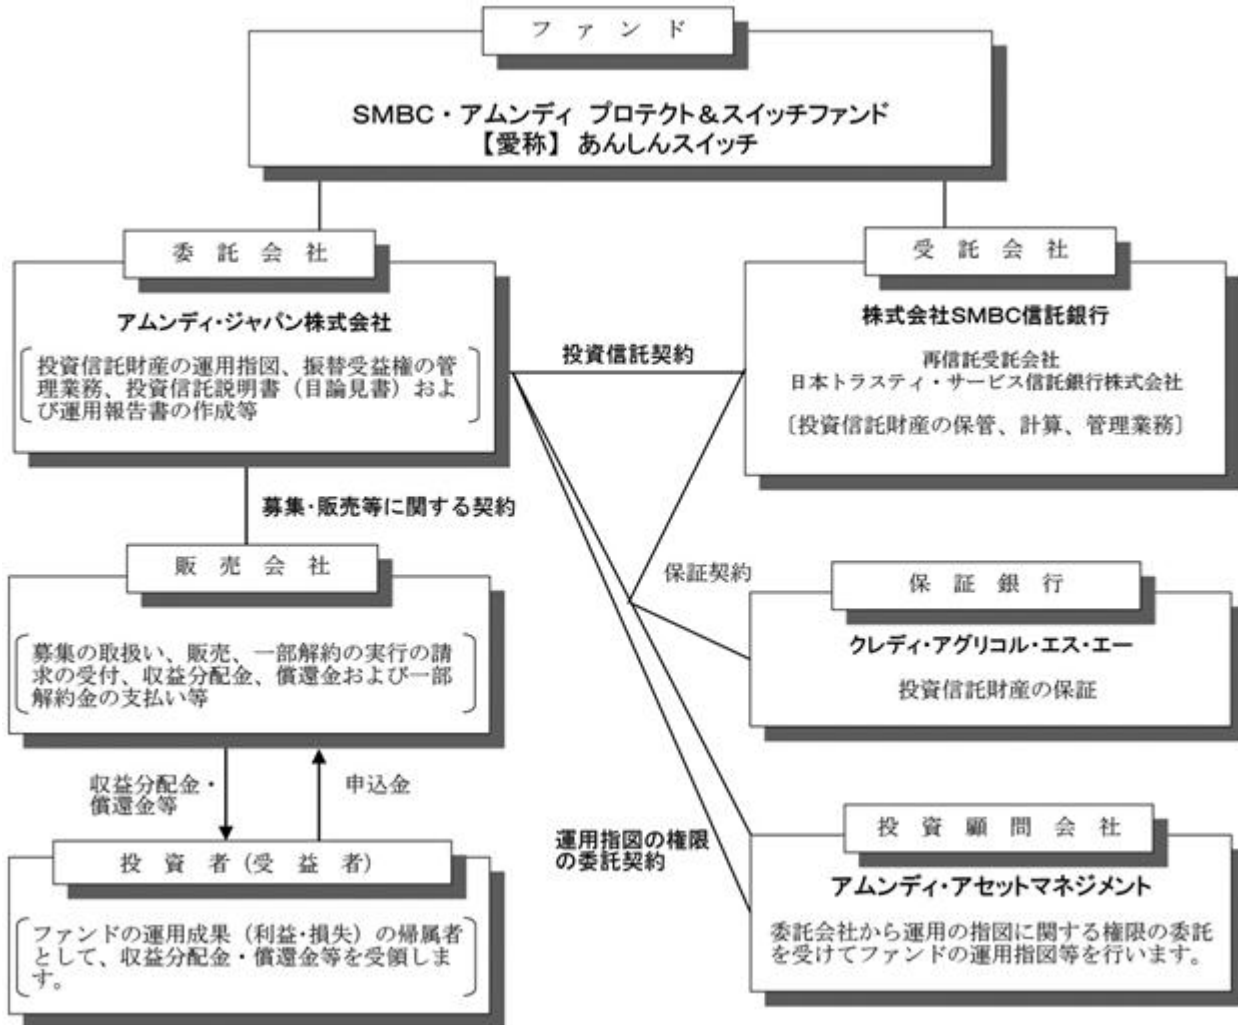 ファンド
SMBC・アムンディ プロテクト&スイッチファンド
【愛称】 あんしんスイッチ
委託会社
アムンディ・ジャパン株式会社
投資信託財産の運用指図、振替受益権の管
理業務、投資信託説明書（目論見書）およ
び運用報告書の作成等
投資信託契約
受託会社
株式会社SMBC信託銀行
再信託受託会社
日本トラスティ・サービス信託銀行株式会社
〔投資信託財産の保管、計算、管理業務〕
募集・販売等に関する契約
販売会社
募集の取扱い、販売、一部解約の実行の請
求の受付、収益分配金、償還金および一部
解約金の支払い等
保証契約
保証銀行
クレディ・アグリコル・エス・エー
投資信託財産の保証
収益分配金・
償還金等
申込金
投資者(受益者)
ファンドの運用成果（利益・損失）の帰属者
として、収益分配金・償還金等を受領しま
す。
運用指図の権限
の委託契約
投資顧問会社
アムンディ・アセットマネジメント
委託会社から運用の指図に関する権限の委託
を受けてファンドの運用指図等を行います。